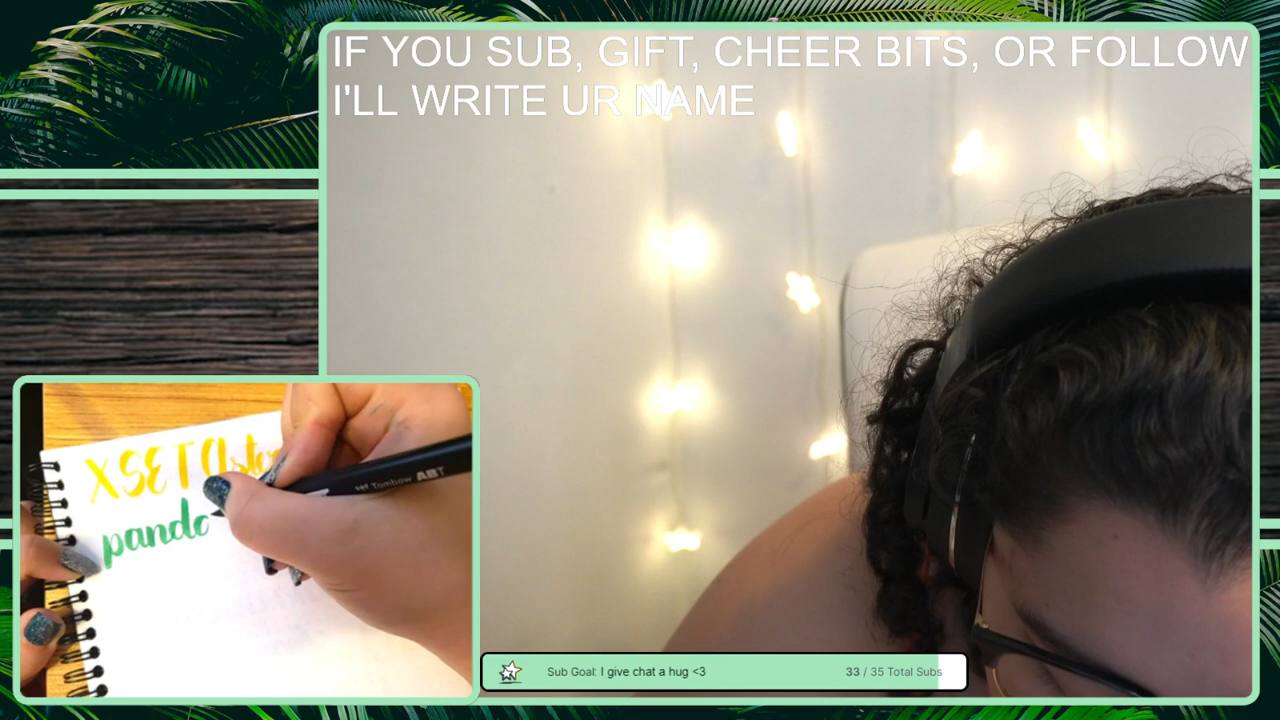 IF YOU SUB, GIFT, CHEER BITS, OR FOLLOW
I'LL WRITE UR NAME
XSET
pando
Tombow ABT
Sub Goal: I give chat a hug <3
33 / 35 Total Subs